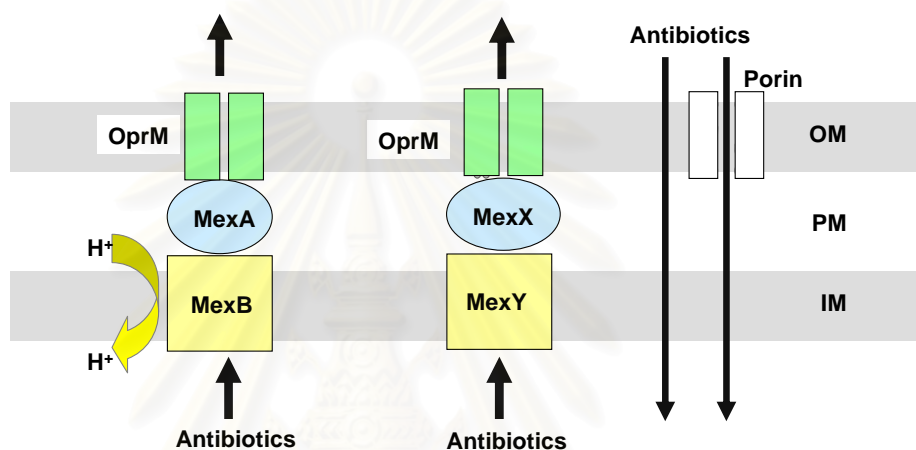 Antibiotics
Porin
OprM
OprM
OM
MexA
MexX
PM
H⁺
MexB
MexY
IM
H⁺
Antibiotics
Antibiotics